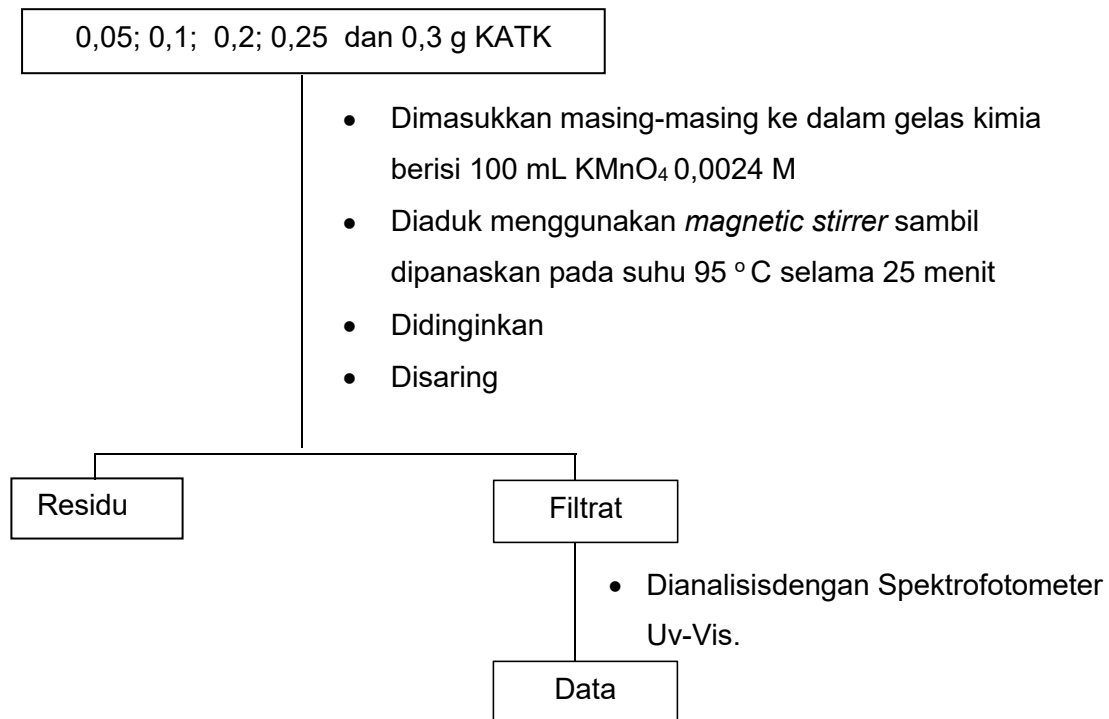 0,05; 0,1;  0,2; 0,25  dan 0,3 g KATK
• Dimasukkan masing-masing ke dalam gelas kimia
berisi 100 mL KMnO₄ 0,0024 M
• Diaduk menggunakan magnetic stirrer sambil
dipanaskan pada suhu 95 ° C selama 25 menit
• Didinginkan
• Disaring
Residu
Filtrat
• Dianalisisdengan Spektrofotometer
Uv-Vis.
Data